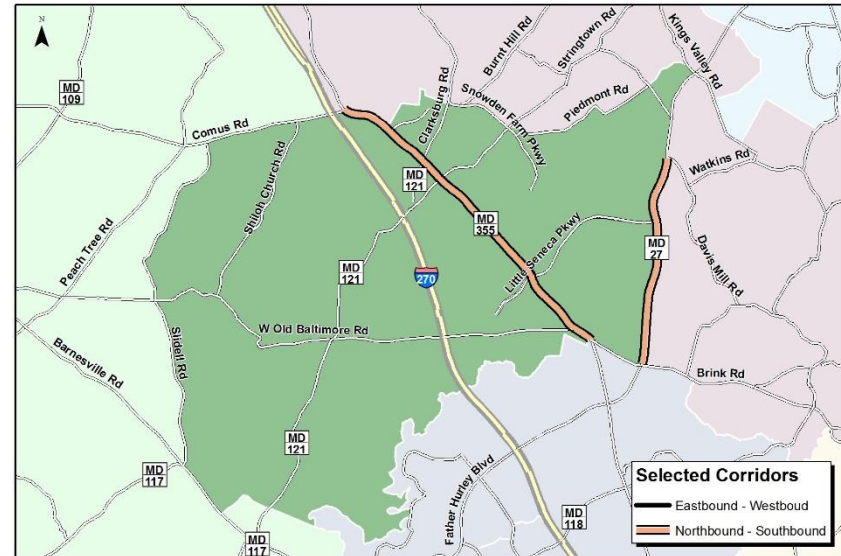 N
MD
109
Comus Rd
Shiloh Church Rd
Peach Tree Rd
Clarksburg Rd
Burnt Hill Rd
Stringtown Rd
Kings Valley Rd
Snowden Farm Pkwy
Piedmont Rd
Watkins Rd
MD
121
MD
355
MD
27
Little Seneca Pkwy
Davis Mill Rd
MD
121
270
W Old Baltimore Rd
Slidell Rd
Barnesville Rd
Brink Rd
MD
121
MD
117
MD
117
Father Hurley Blvd
MD
118
Selected Corridors
Eastbound - Westboud
Northbound - Southbound